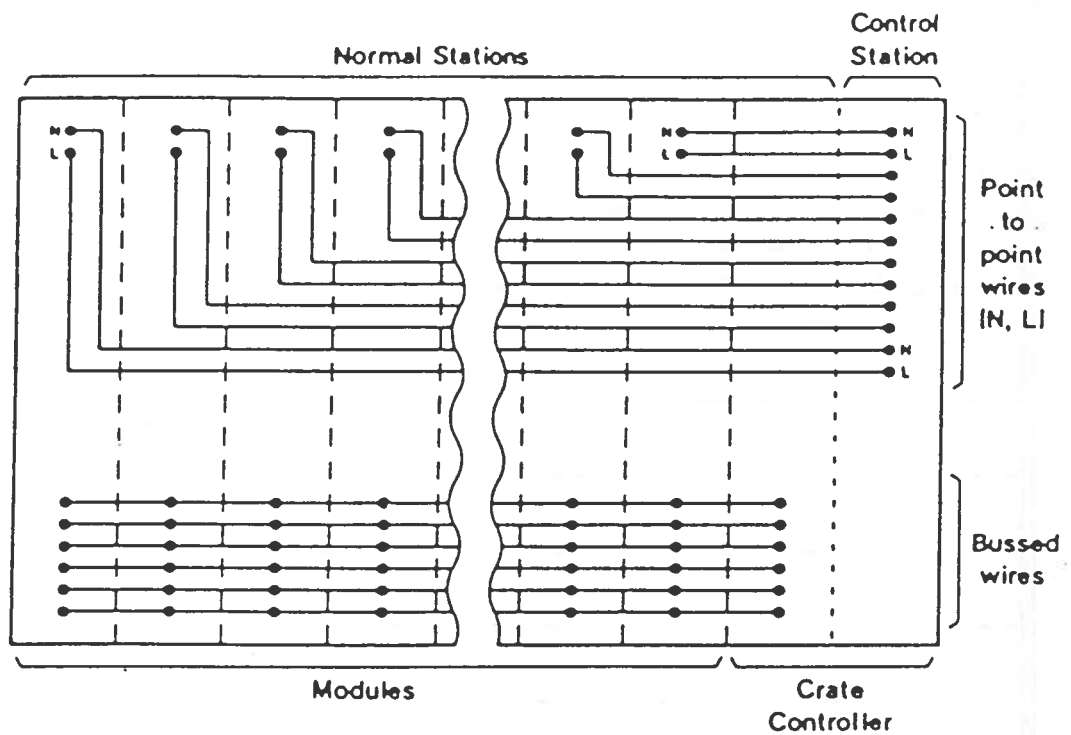 Control
Normal Stations
Station
N
L
N
L
N
L
Point
to
point
wires
[N, L]
N
L
Bussed
wires
Modules
Crate
Controller